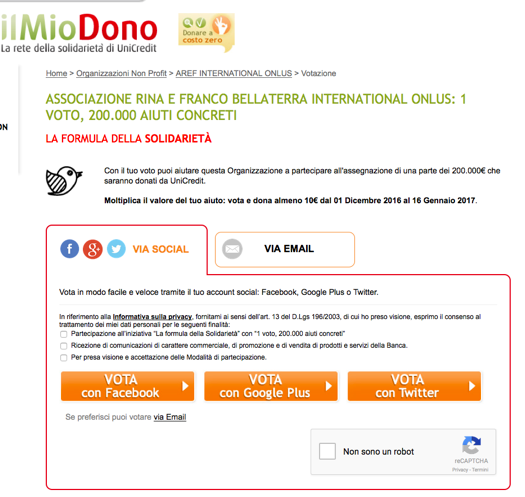 ilMioDono
La rete della solidarietà di UniCredit
Donare a
costo zero
Home > Organizzazioni Non Profit > AREF INTERNATIONAL ONLUS > Votazione
ASSOCIAZIONE RINA E FRANCO BELLATERRA INTERNATIONAL ONLUS: 1
VOTO, 200.000 AIUTI CONCRETI
ON
LA FORMULA DELLA SOLIDARIETÀ
Con il tuo voto puoi aiutare questa Organizzazione a partecipare all'assegnazione di una parte dei 200.000€ che
saranno donati da UniCredit.
Moltiplica il valore del tuo aiuto: vota e dona almeno 10€ dal 01 Dicembre 2016 al 16 Gennaio 2017.
f g+ VIA SOCIAL VIA EMAIL
Vota in modo facile e veloce tramite il tuo account social: Facebook, Google Plus o Twitter.
In riferimento alla Informativa sulla privacy, fornitami ai sensi dell'art. 13 del D.Lgs 196/2003, di cui ho preso visione, esprimo il consenso al
trattamento dei miei dati personali per le seguenti finalità:
Partecipazione all'iniziativa "La formula della Solidarietà" con "1 voto, 200.000 aiuti concreti"
Ricezione di comunicazioni di carattere commerciale, di promozione e di vendita di prodotti e servizi della Banca.
Per presa visione e accettazione delle Modalità di partecipazione.
VOTA
con Facebook
VOTA
con Google Plus
VOTA
con Twitter
Se preferisci puoi votare via Email
Non sono un robot
reCAPTCHA
Privacy - Termini